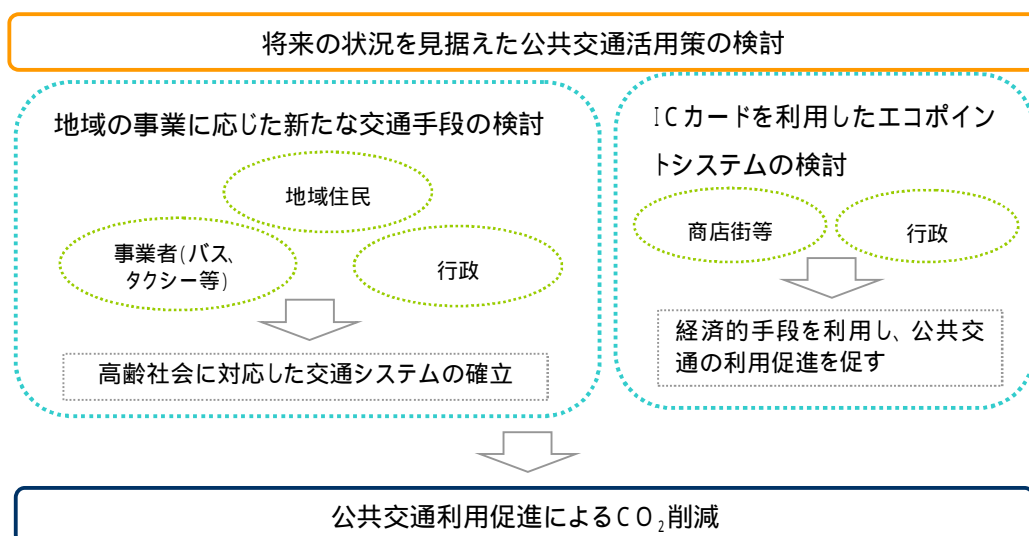 将来の状況を見据えた公共交通活用策の検討
地域の事業に応じた新たな交通手段の検討
地域住民
事業者(バス、
タクシー等)
行政
高齢社会に対応した交通システムの確立
ICカードを利用したエコポイン
トシステムの検討
商店街等
行政
経済的手段を利用し、公共交
通の利用促進を促す
公共交通利用促進によるCO₂削減